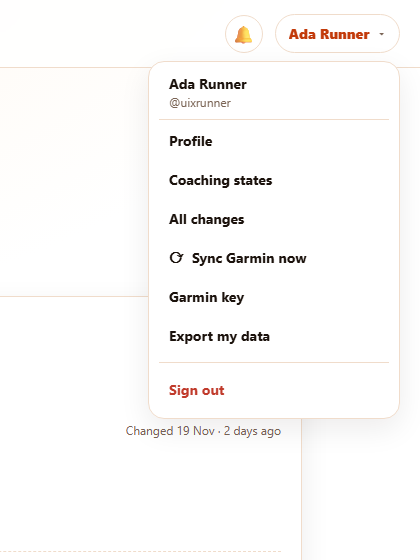 Ada Runner
Ada Runner
@uixrunner
Profile
Coaching states
All changes
Sync Garmin now
Garmin key
Export my data
Sign out
Changed 19 Nov · 2 days ago